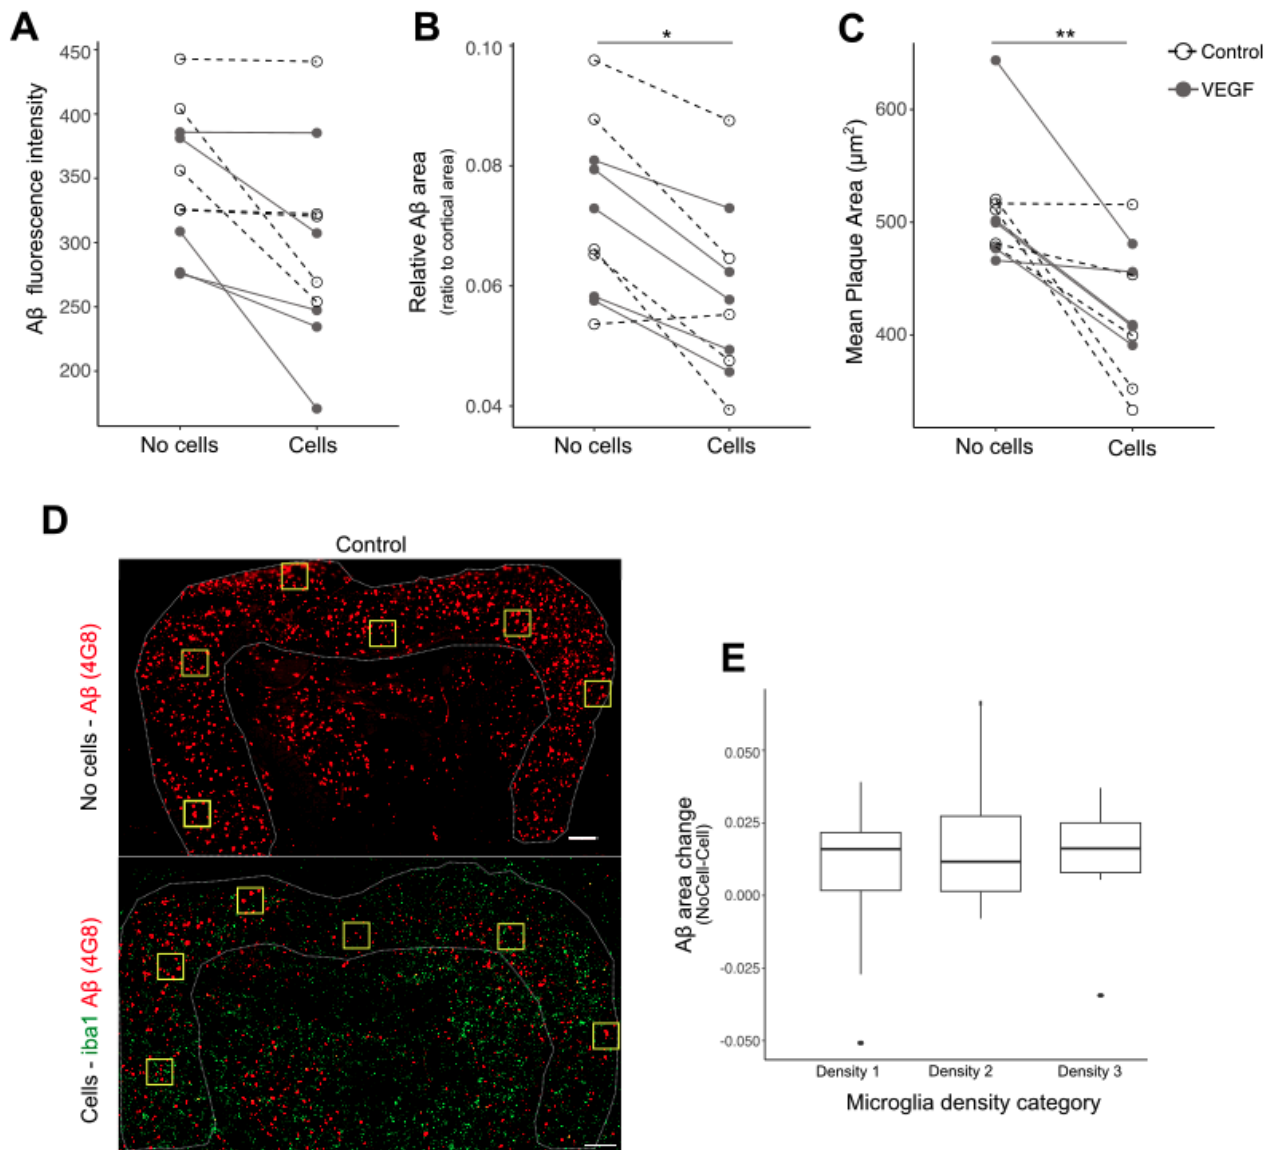 A
450
400
350
300
250
200
Aβ fluorescence intensity
No cells
Cells
B
*
0.10
0.08
0.06
0.04
Relative Aβ area
(ratio to cortical area)
No cells
Cells
C
**
600
500
400
Mean Plaque Area (µm²)
No cells
Cells
Control
VEGF
D
Control
No cells - Aβ (4G8)
Cells - iba1 Aβ (4G8)
E
0.050
0.025
0.000
-0.025
-0.050
Aβ area change
(NoCell-Cell)
Density 1
Density 2
Density 3
Microglia density category